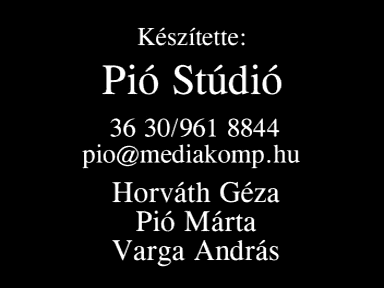 Készítette:
Pió Stúdió
36 30/961 8844
pio@mediakomp.hu
Horváth Géza
Pió Márta
Varga András